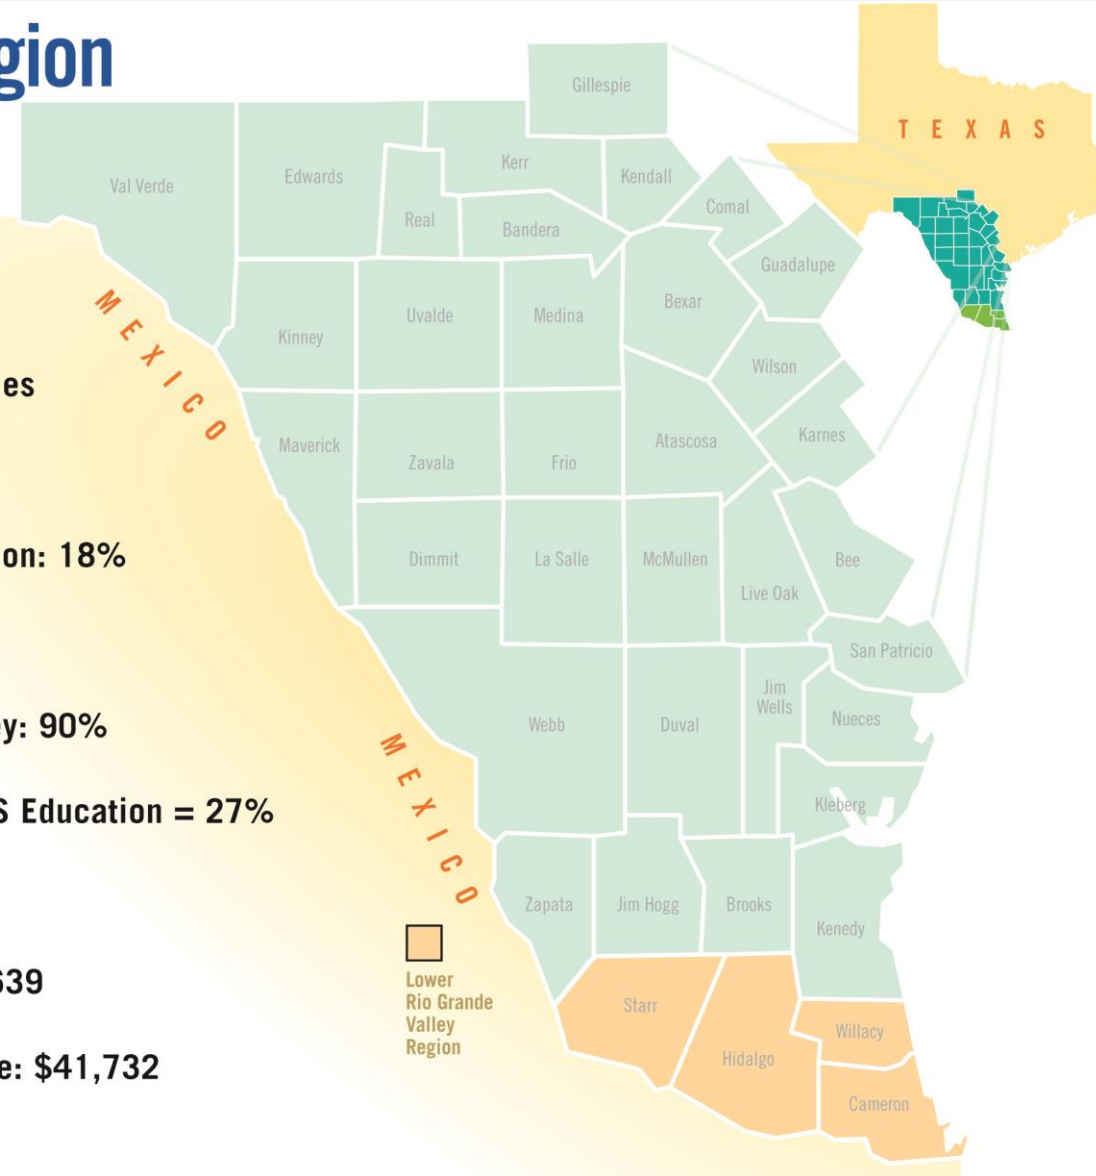 gion
es
on: 18%
ey: 90%
S Education = 27%
639
e: $41,732
TEXAS
MEXICO
MEXICO
Gillespie
Val Verde
Edwards
Kerr
Kendall
Real
Bandera
Comal
Guadalupe
Kinney
Uvalde
Medina
Bexar
Wilson
Maverick
Zavala
Frio
Atascosa
Karnes
Dimmit
La Salle
McMullen
Live Oak
Bee
San Patricio
Webb
Duval
Jim
Wells
Nueces
Kleberg
Zapata
Jim Hogg
Brooks
Kenedy
Lower
Rio Grande
Valley
Region
Starr
Hidalgo
Willacy
Cameron